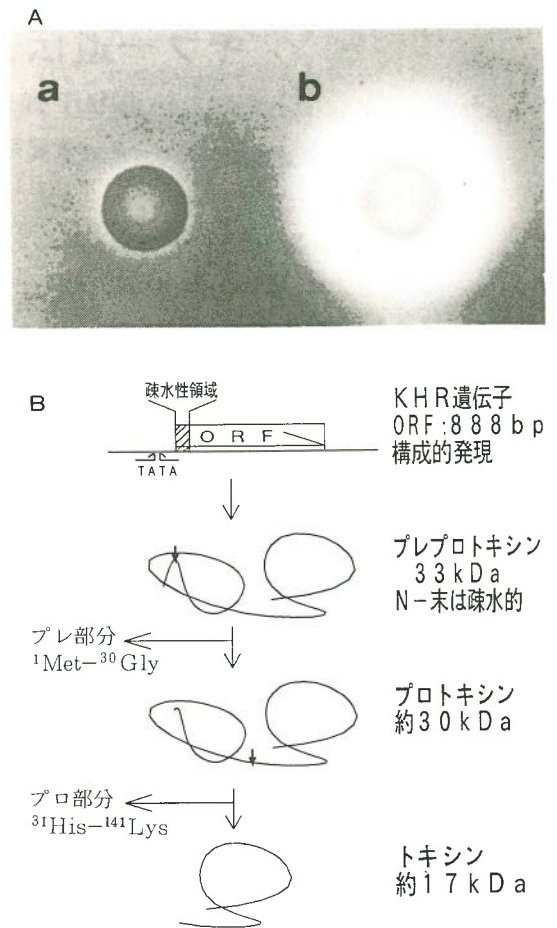 A
a
b
B
疎水性領域
ORF
TATA
KHR遺伝子
ORF:888bp
構成的発現
プレプロトキシン
33kDa
N-末は疎水的
プレ部分
¹Met−³⁰Gly
プロトキシン
約30kDa
プロ部分
³¹His−¹⁴¹Lys
トキシン
約17kDa